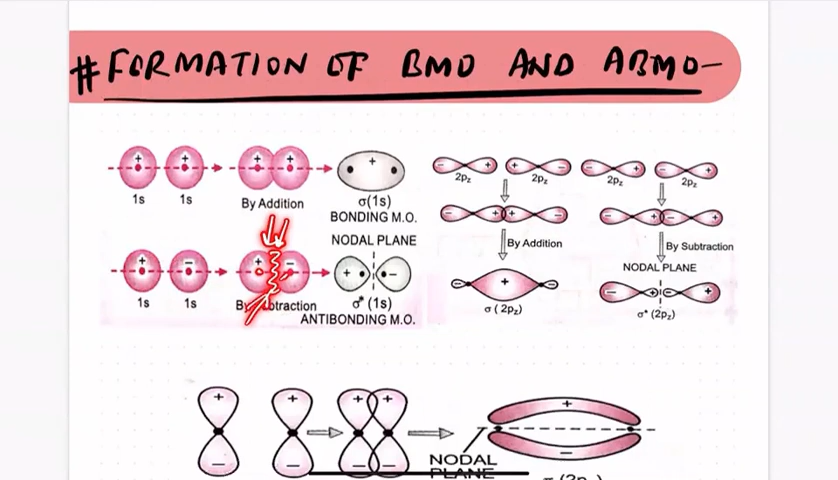 #FORMATION OF BMO AND ABMO-
+ + + + +
1s 1s By Addition σ(1s)
BONDING M.O.
+ - + - + -
1s 1s By Subtraction
NODAL PLANE
σ* (1s)
ANTIBONDING M.O.
- + + - - + - +
2pz 2pz 2pz 2pz
- + + - - + - +
By Addition By Subtraction
NODAL PLANE
- + - - + - +
σ ( 2pz) σ* (2pz)
+ + + + +
- - - - -
NODAL
PLANE